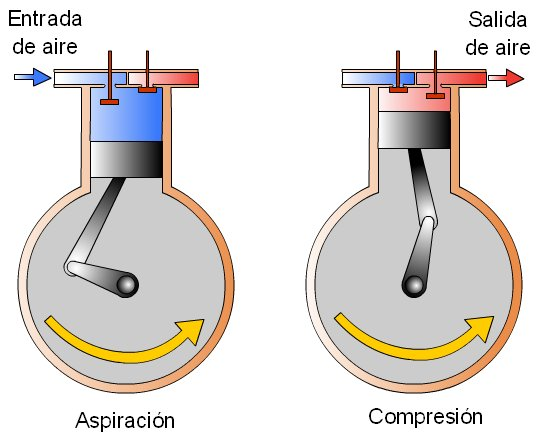 Entrada
de aire
Salida
de aire
Aspiración
Compresión